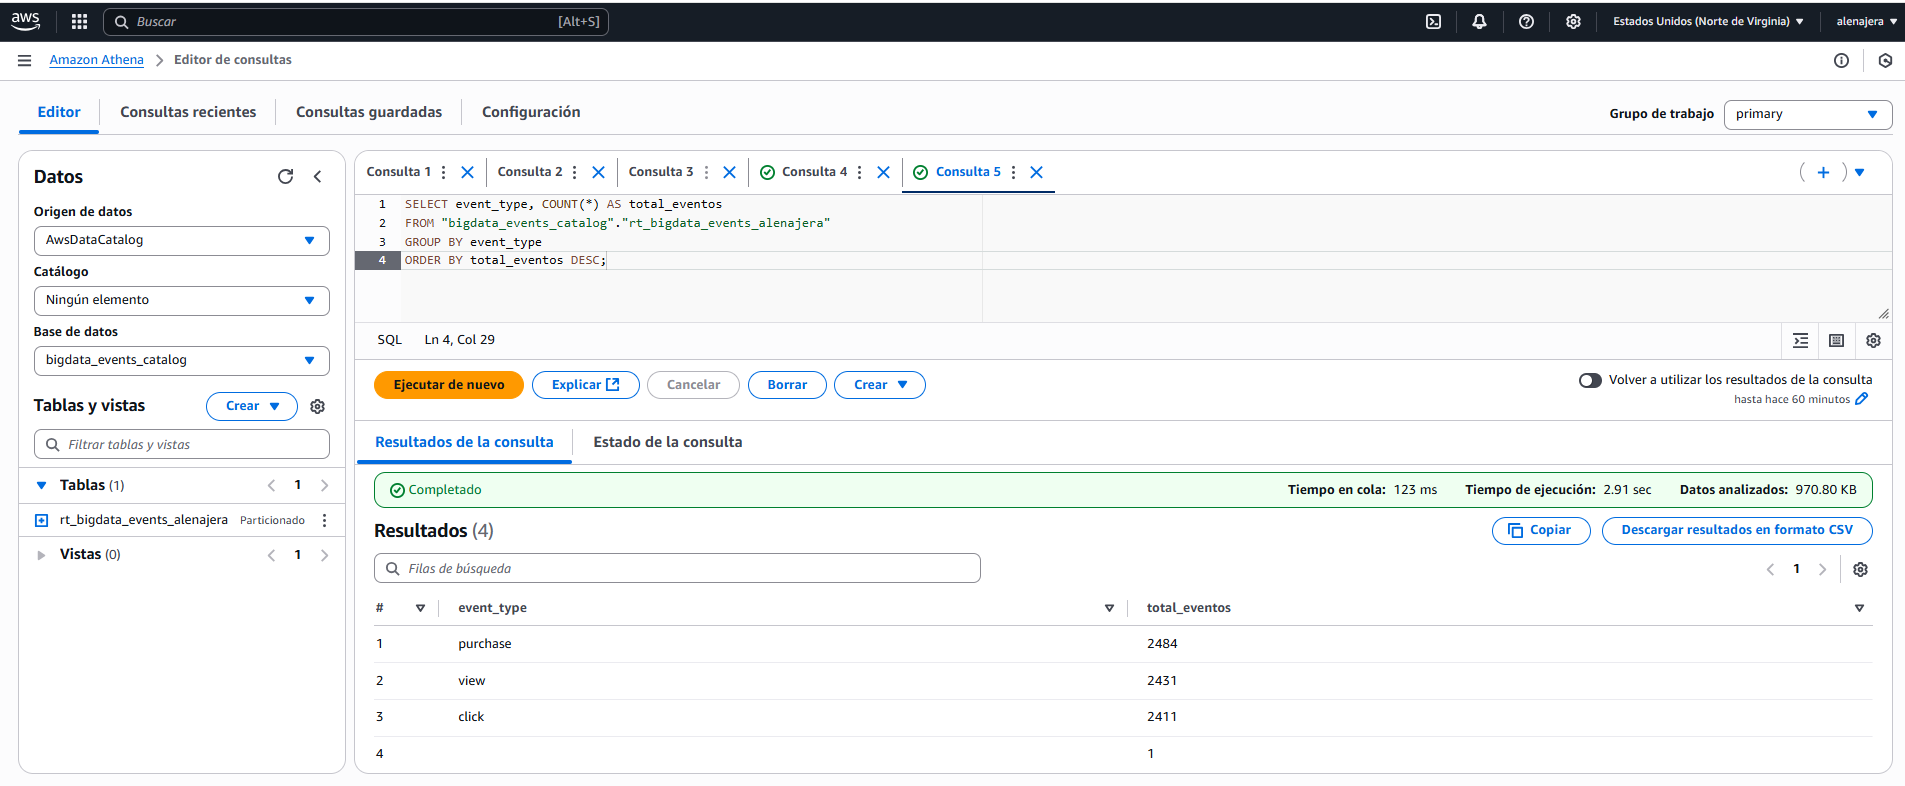 aws
Buscar [Alt+S] Estados Unidos (Norte de Virginia) alenajera
Amazon Athena Editor de consultas
Editor Consultas recientes Consultas guardadas Configuración
Grupo de trabajo primary
Datos
Origen de datos
AwsDataCatalog
Catálogo
Ningún elemento
Base de datos
bigdata_events_catalog
Tablas y vistas Crear
Filtrar tablas y vistas
Tablas (1) 1
rt_bigdata_events_alenajera Particionado
Vistas (0) 1
Consulta 1 Consulta 2 Consulta 3 Consulta 4 Consulta 5
1 SELECT event_type, COUNT(*) AS total_eventos
2 FROM "bigdata_events_catalog"."rt_bigdata_events_alenajera"
3 GROUP BY event_type
4 ORDER BY total_eventos DESC;
SQL Ln 4, Col 29
Ejecutar de nuevo Explicar Cancelar Borrar Crear
Volver a utilizar los resultados de la consulta
hasta hace 60 minutos
Resultados de la consulta Estado de la consulta
Completado Tiempo en cola: 123 ms Tiempo de ejecución: 2.91 sec Datos analizados: 970.80 KB
Resultados (4) Copiar Descargar resultados en formato CSV
Filas de búsqueda 1
# event_type total_eventos
1 purchase 2484
2 view 2431
3 click 2411
4 1